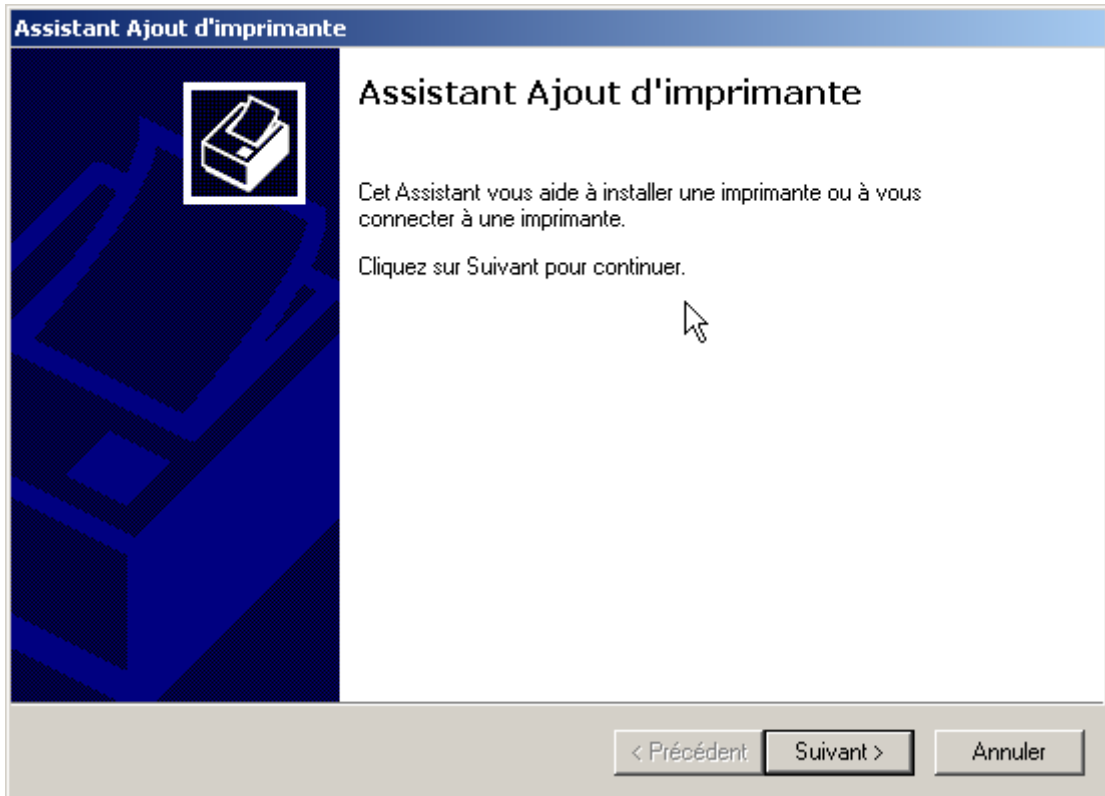 Assistant Ajout d'imprimante
Assistant Ajout d'imprimante
Cet Assistant vous aide à installer une imprimante ou à vous
connecter à une imprimante.
Cliquez sur Suivant pour continuer.
< Précédent Suivant > Annuler